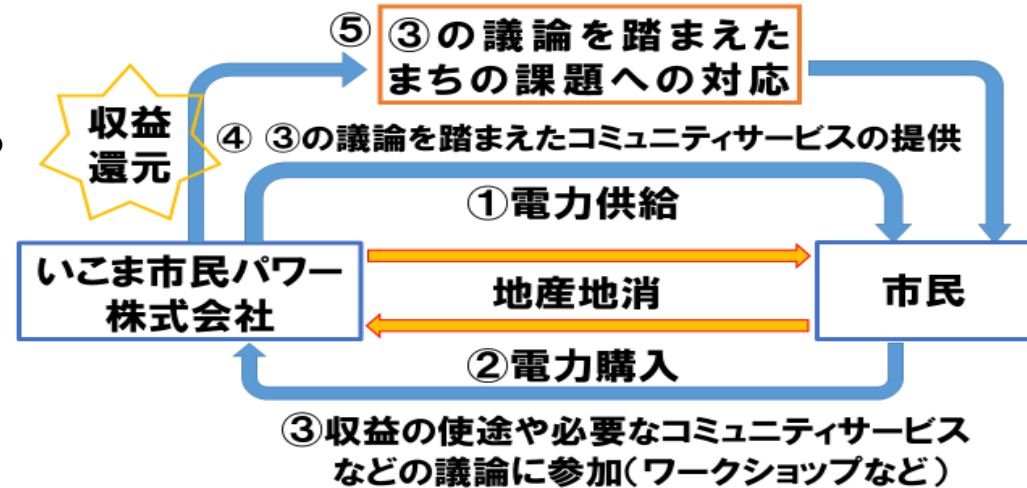 ⑤ ③の議論を踏まえた
まちの課題への対応
収益
還元
④ ③の議論を踏まえたコミュニティサービスの提供
①電力供給
いこま市民パワー
株式会社
地産地消
市民
②電力購入
③収益の使途や必要なコミュニティサービス
などの議論に参加(ワークショップなど)